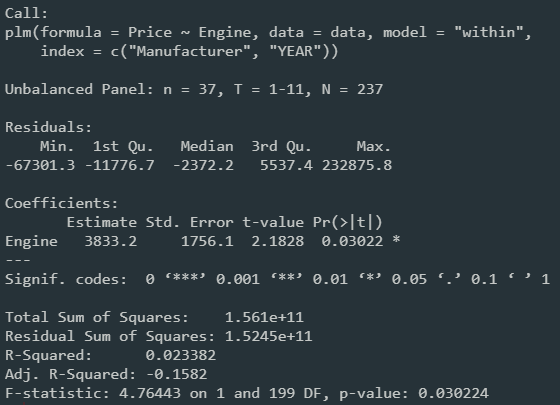 Call:
plm(formula = Price ~ Engine, data = data, model = "within",
    index = c("Manufacturer", "YEAR"))

Unbalanced Panel: n = 37, T = 1-11, N = 237

Residuals:
    Min.  1st Qu.   Median  3rd Qu.     Max.
-67301.3 -11776.7  -2372.2   5537.4 232875.8

Coefficients:
       Estimate Std. Error t-value Pr(>|t|)
Engine   3833.2     1756.1  2.1828  0.03022 *
---
Signif. codes:  0 ‘***’ 0.001 ‘**’ 0.01 ‘*’ 0.05 ‘.’ 0.1 ‘ ’ 1

Total Sum of Squares:    1.561e+11
Residual Sum of Squares: 1.5245e+11
R-Squared:      0.023382
Adj. R-Squared: -0.1582
F-statistic: 4.76443 on 1 and 199 DF, p-value: 0.030224